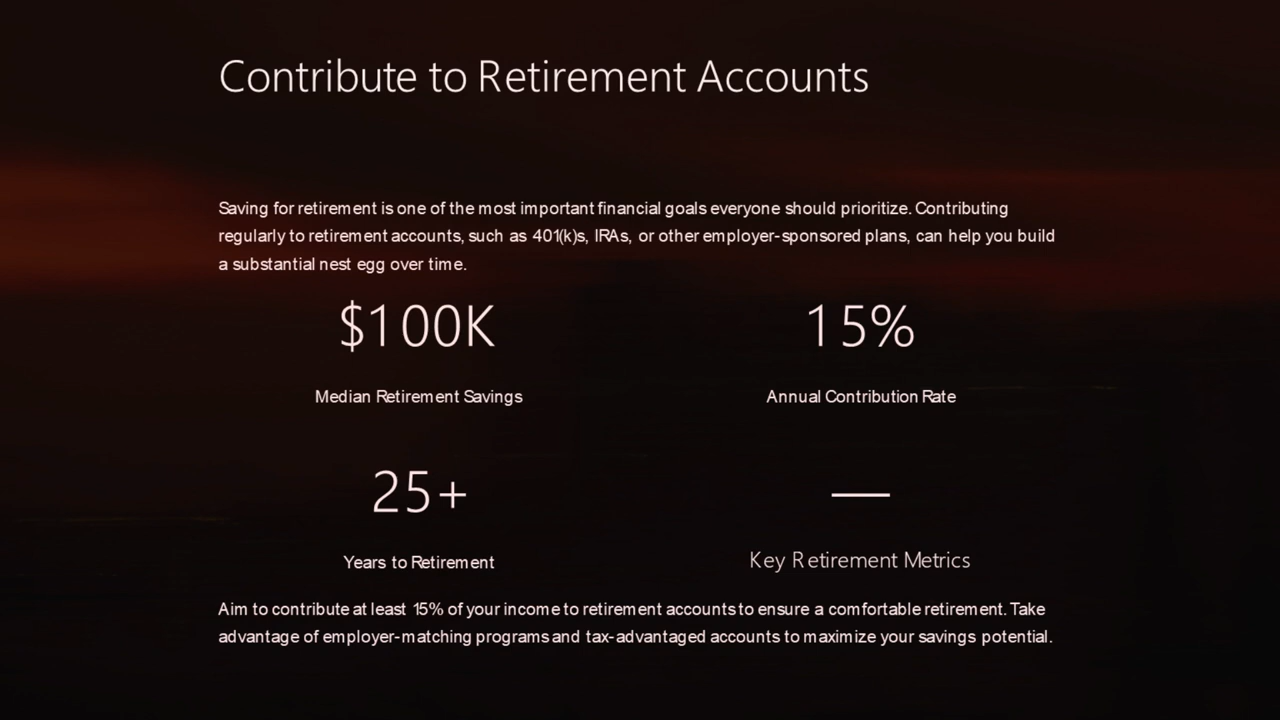 Contribute to Retirement Accounts
Saving for retirement is one of the most important financial goals everyone should prioritize. Contributing
regularly to retirement accounts, such as 401(k)s, IRAs, or other employer-sponsored plans, can help you build
a substantial nest egg over time.
$100K
Median Retirement Savings
15%
Annual Contribution Rate
25+
Years to Retirement
—
Key Retirement Metrics
Aim to contribute at least 15% of your income to retirement accounts to ensure a comfortable retirement. Take
advantage of employer-matching programs and tax-advantaged accounts to maximize your savings potential.